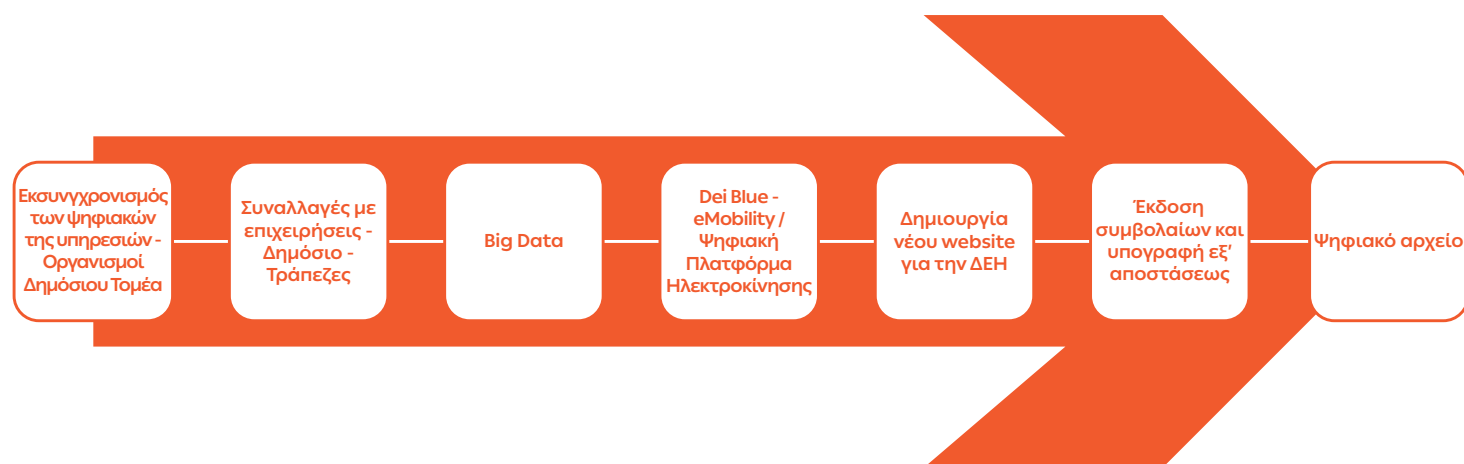 Εκσυνγχρονισμός
των ψηφιακών
της υπηρεσιών -
Οργανισμοί
Δημόσιου Τομέα
Συναλλαγές με
επιχειρήσεις -
Δημόσιο -
Τράπεζες
Big Data
Dei Blue -
eMobility /
Ψηφιακή
Πλατφόρμα
Ηλεκτροκίνησης
Δημιουργία
νέου website
για την ΔΕΗ
Έκδοση
συμβολαίων και
υπογραφή εξ’
αποστάσεως
Ψηφιακό αρχείο